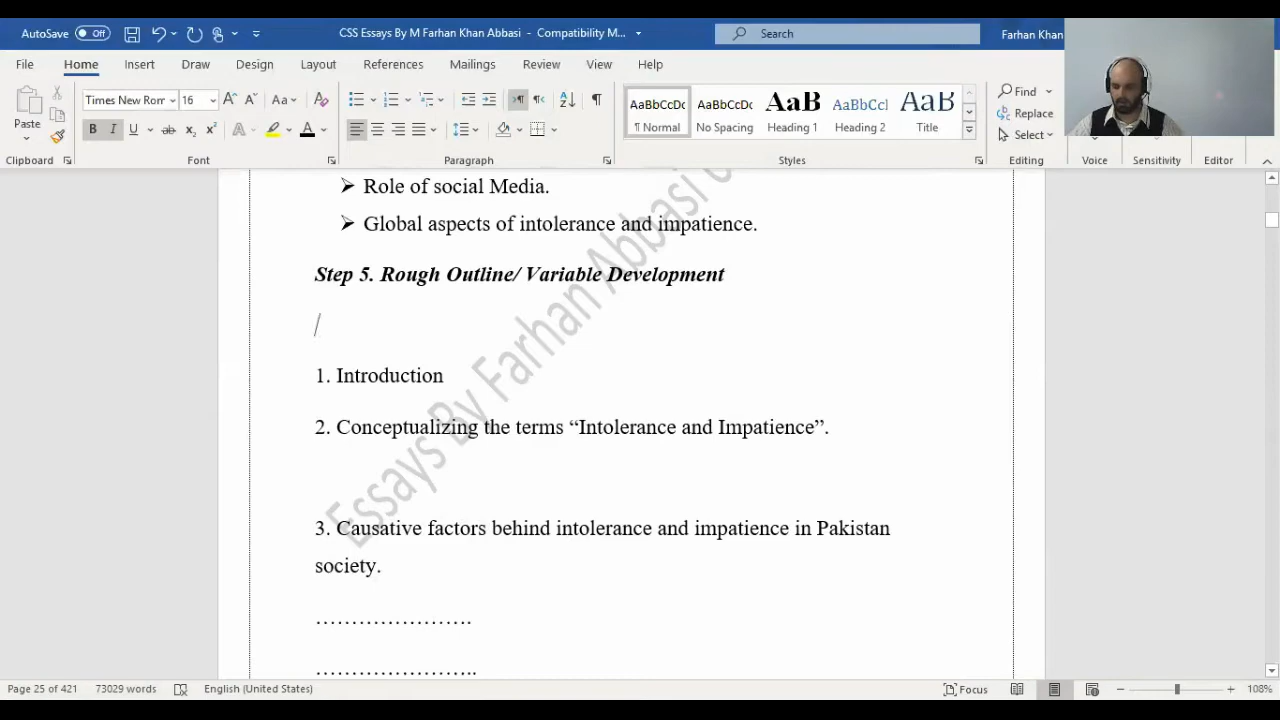 AutoSave Off CSS Essays By M Farhan Khan Abbasi - Compatibility M... Search Farhan Khan
File Home Insert Draw Design Layout References Mailings Review View Help
Paste Times New Ror 16 Aa AaBbCcDc AaBbCcDc AaB AaBbCcl AaB Find
¶ Normal No Spacing Heading 1 Heading 2 Title Replace
Select
Clipboard Font Paragraph Styles Editing Voice Sensitivity Editor
➢ Role of social Media.
➢ Global aspects of intolerance and impatience.
Step 5. Rough Outline/ Variable Development
1. Introduction
2. Conceptualizing the terms “Intolerance and Impatience”.
3. Causative factors behind intolerance and impatience in Pakistan
society.
………………….
…………………..
Essays By Farhan Abbasi
Page 25 of 421 73029 words English (United States) Focus 108%